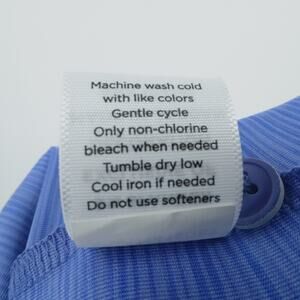 Machine wash cold
with like colors
Gentle cycle
Only non-chlorine
bleach when needed
Tumble dry low
Cool iron if needed
Do not use softeners